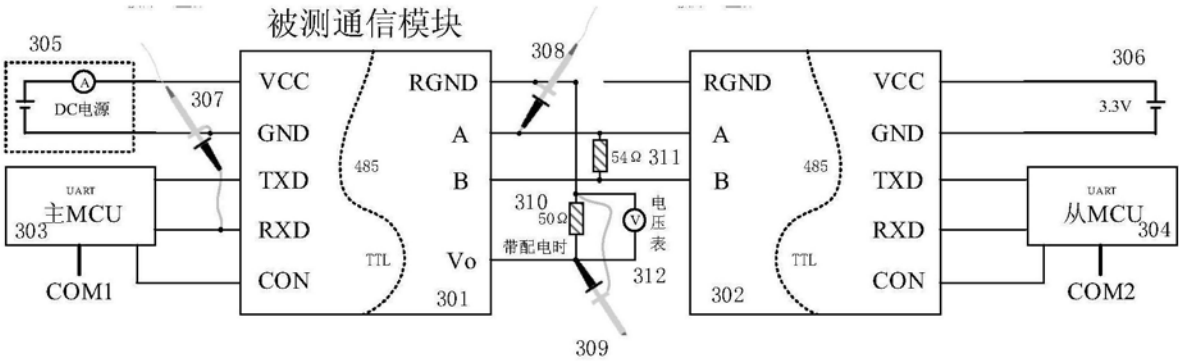 被测通信模块
305
A
DC电源
307
VCC
GND
TXD
RXD
CON
UART
主MCU
303
COM1
485
TTL
RGND
A
B
Vo
301
308
54Ω
311
310
50Ω
带配电时
V
电压表
312
309
RGND
A
B
302
485
TTL
VCC
GND
TXD
RXD
CON
306
3.3V
UART
从MCU
304
COM2